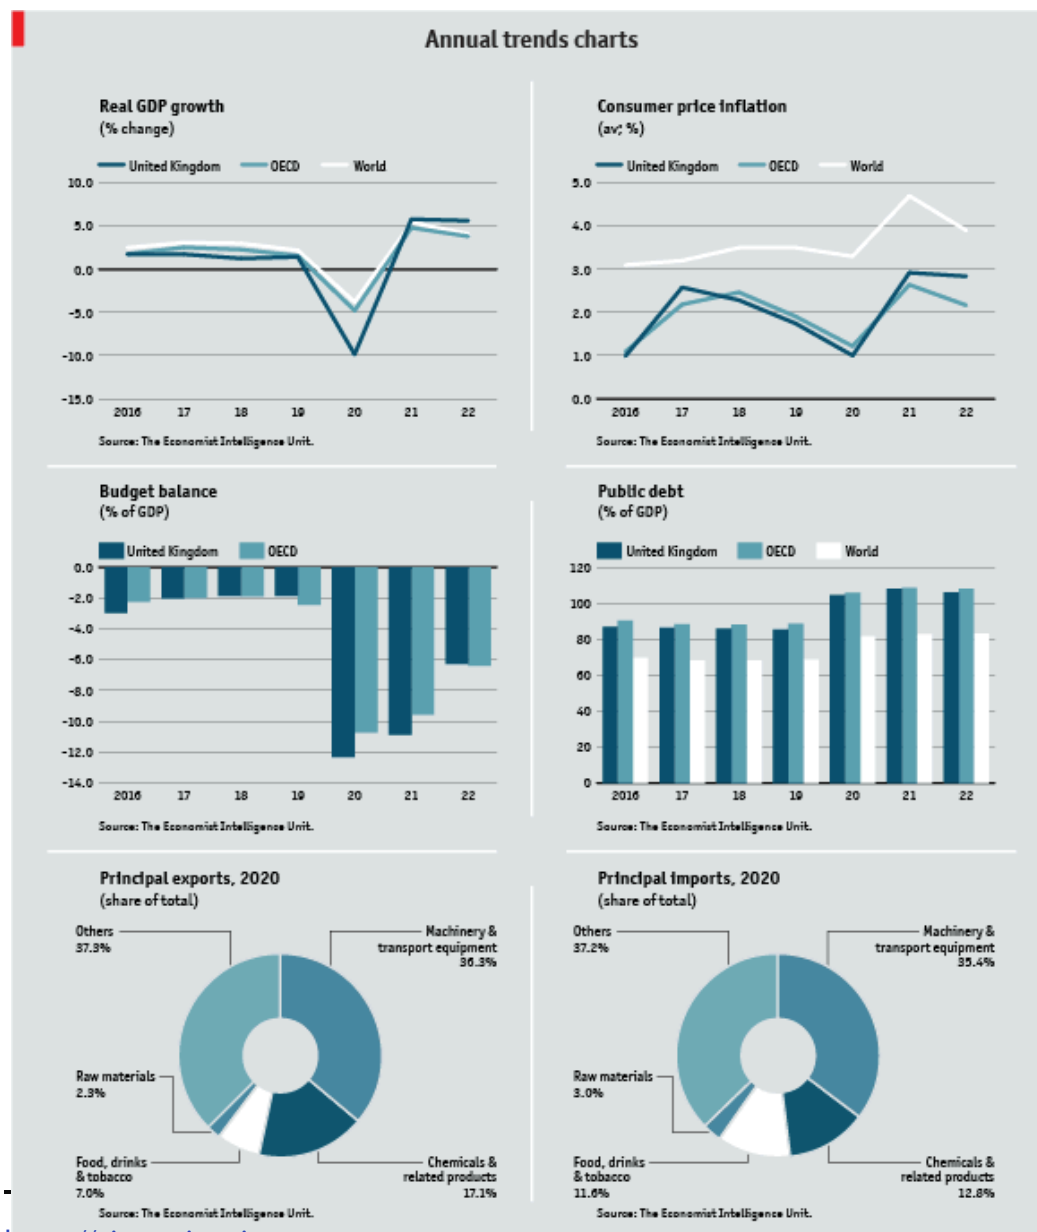 Annual trends charts
Real GDP growth
(% change)
United Kingdom OECD World
10.0
5.0
0.0
-5.0
-10.0
-15.0
2016 17 18 19 20 21 22
Source: The Economist Intelligence Unit.
Consumer price inflation
(av; %)
United Kingdom OECD World
5.0
4.0
3.0
2.0
1.0
0.0
2016 17 18 19 20 21 22
Source: The Economist Intelligence Unit.
Budget balance
(% of GDP)
United Kingdom OECD
0.0
-2.0
-4.0
-6.0
-8.0
-10.0
-12.0
-14.0
2016 17 18 19 20 21 22
Source: The Economist Intelligence Unit.
Public debt
(% of GDP)
United Kingdom OECD World
120
100
80
60
40
20
0
2016 17 18 19 20 21 22
Source: The Economist Intelligence Unit.
Principal exports, 2020
(share of total)
Others
37.3%
Machinery &
transport equipment
36.3%
Raw materials
2.3%
Food, drinks
& tobacco
7.0%
Chemicals &
related products
17.1%
Source: The Economist Intelligence Unit.
Principal imports, 2020
(share of total)
Others
37.2%
Machinery &
transport equipment
35.4%
Raw materials
3.0%
Food, drinks
& tobacco
11.6%
Chemicals &
related products
12.8%
Source: The Economist Intelligence Unit.